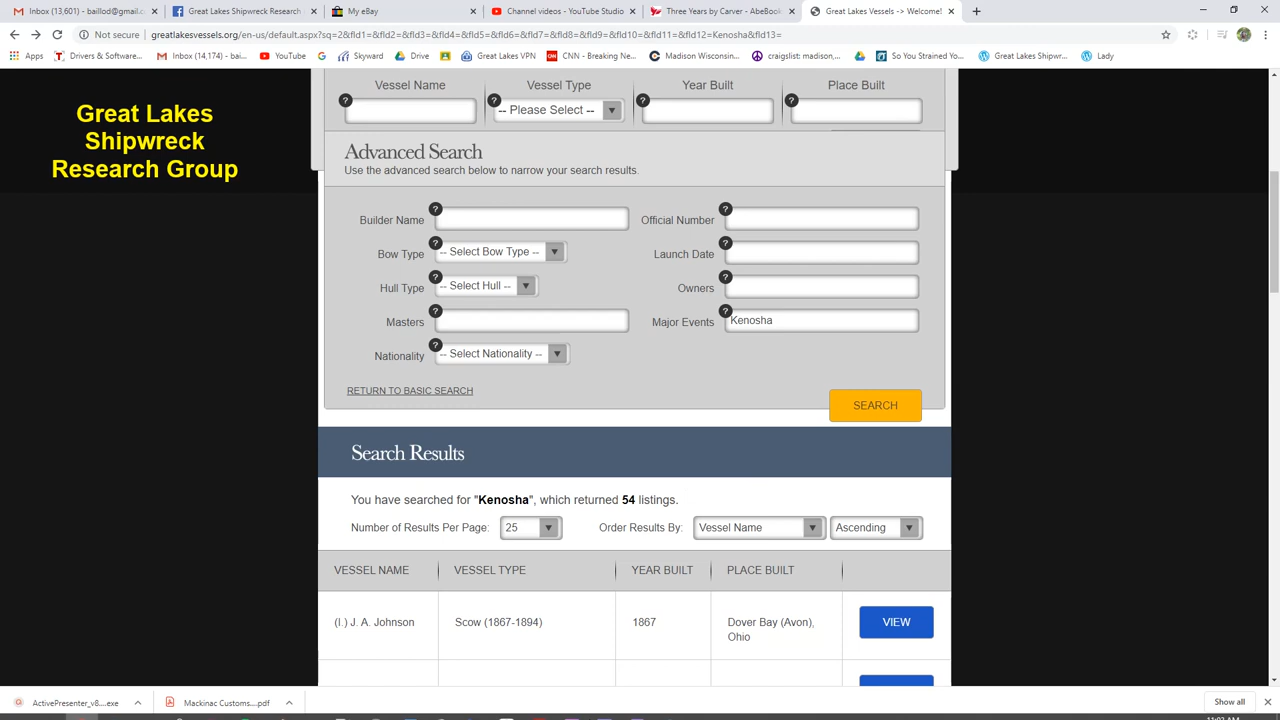 Inbox (13,601) - baillod@gmail.c
Great Lakes Shipwreck Research
My eBay
Channel videos - YouTube Studio
Three Years by Carver - AbeBook
Great Lakes Vessels -> Welcome!
greatlakesvessels.org/en-us/default.aspx?sq=2&fld1=&fld2=&fld3=&fld4=&fld5=&fld6=&fld7=&fld8=&fld9=&fld10=&fld11=&fld12=Kenosha&fld13=
Apps
Drivers & Software...
Inbox (14,174) - bai...
YouTube
Skyward
Drive
Great Lakes VPN
CNN - Breaking Ne...
Madison Wisconsin...
craigslist: madison,...
So You Strained Yo...
Great Lakes Shipwr...
Lady
Great Lakes
Shipwreck
Research Group
Vessel Name
Vessel Type
Year Built
Place Built
-- Please Select --
Advanced Search
Use the advanced search below to narrow your search results.
Builder Name
Official Number
Bow Type
-- Select Bow Type --
Launch Date
Hull Type
-- Select Hull --
Owners
Masters
Major Events
Kenosha
Nationality
-- Select Nationality --
RETURN TO BASIC SEARCH
SEARCH
Search Results
You have searched for "Kenosha", which returned 54 listings.
Number of Results Per Page:
25
Order Results By:
Vessel Name
Ascending
VESSEL NAME
VESSEL TYPE
YEAR BUILT
PLACE BUILT
(I.) J. A. Johnson
Scow (1867-1894)
1867
Dover Bay (Avon),
Ohio
VIEW
ActivePresenter_v8....exe
Mackinac Customs....pdf
Show all